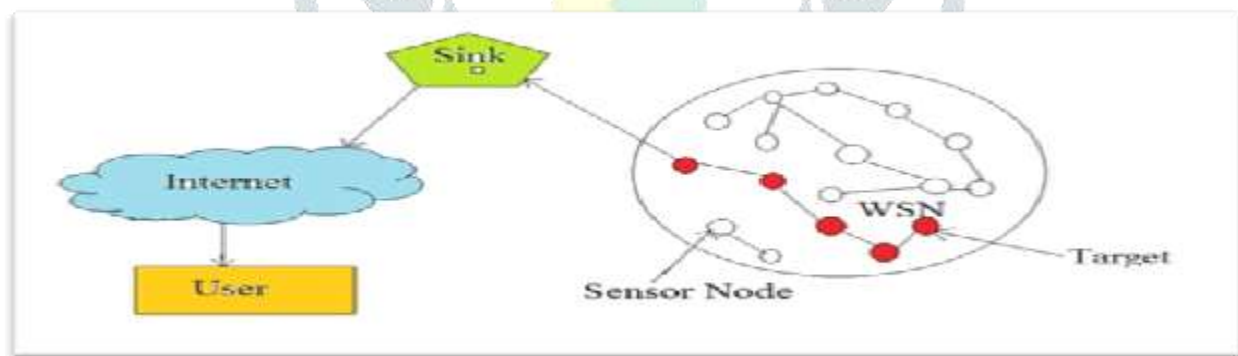 Sink
Internet
WSN
Target
User
Sensor Node